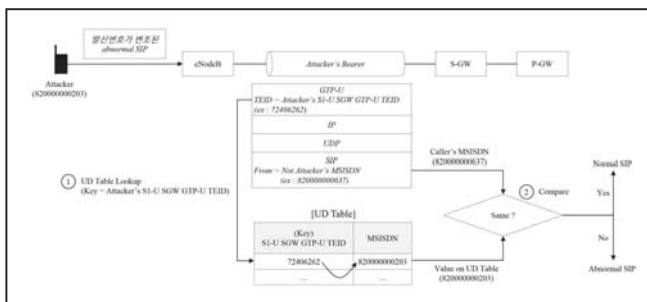 발신번호가 변조된
abnormal SIP
Attacker
(820000000203)
eNodeB
Attacker's Bearer
S-GW
P-GW
GTP-U
TEID = Attacker's S1-U SGW GTP-U TEID
(ex : 72406262)
IP
UDP
SIP
From = Not Attacker's MSISDN
(ex : 820000000637)
① UD Table Lookup
(Key = Attacker's S1-U SGW GTP-U TEID)
Caller's MSISDN
(820000000637)
② Compare
Same ?
Normal SIP
Yes
No
Abnormal SIP
[UD Table]
(Key)
S1-U SGW GTP-U TEID
MSISDN
72406262
820000000203
....
....
Value on UD Table
(820000000203)